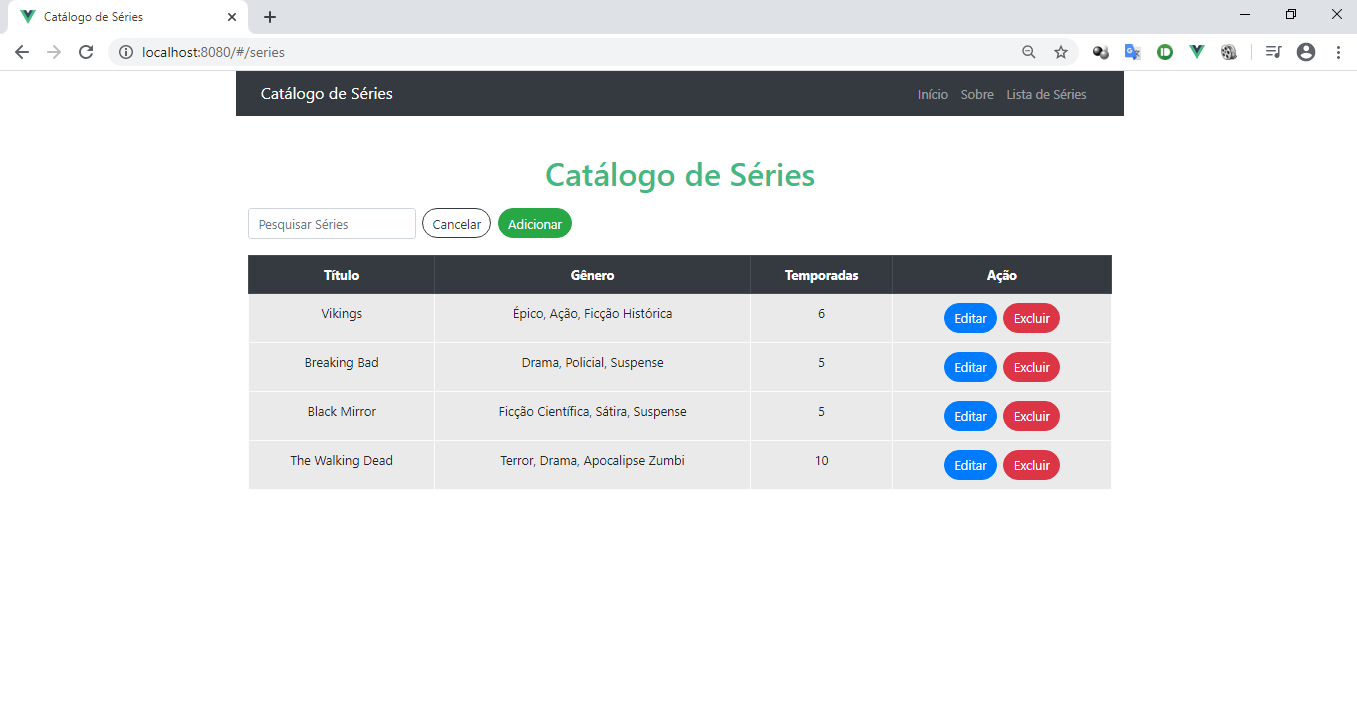 Catálogo de Séries
localhost:8080/#/series
Catálogo de Séries Início Sobre Lista de Séries
Catálogo de Séries
Pesquisar Séries Cancelar Adicionar
Título Gênero Temporadas Ação
Vikings Épico, Ação, Ficção Histórica 6 Editar Excluir
Breaking Bad Drama, Policial, Suspense 5 Editar Excluir
Black Mirror Ficção Científica, Sátira, Suspense 5 Editar Excluir
The Walking Dead Terror, Drama, Apocalipse Zumbi 10 Editar Excluir